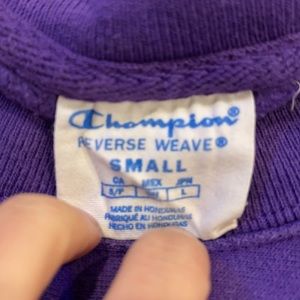 Champion®
REVERSE WEAVE®
SMALL
CA MEX JPN
S/P L
MADE IN HONDURAS
FABRIQUÉ AU HONDURAS
HECHO EN HONDURAS